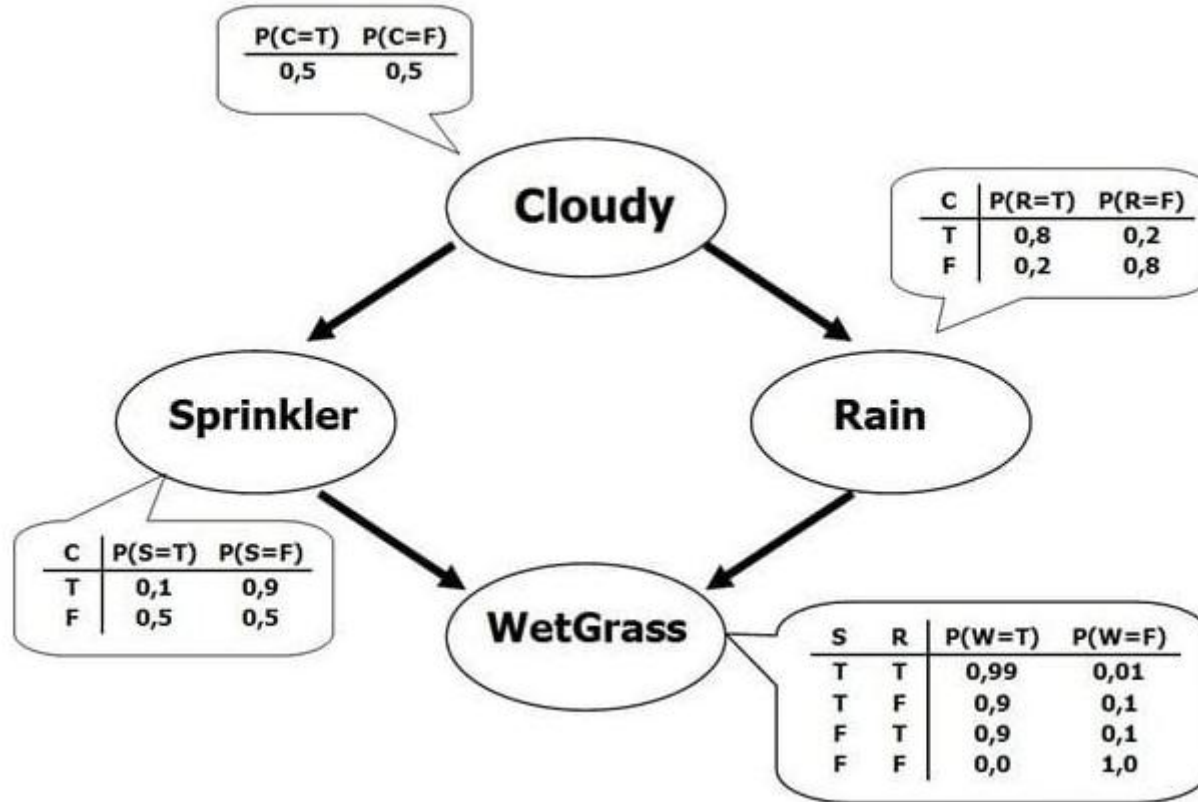 P(C=T) P(C=F)
0,5 0,5
Cloudy
C P(R=T) P(R=F)
T 0,8 0,2
F 0,2 0,8
Sprinkler
Rain
C P(S=T) P(S=F)
T 0,1 0,9
F 0,5 0,5
WetGrass
S R P(W=T) P(W=F)
T T 0,99 0,01
T F 0,9 0,1
F T 0,9 0,1
F F 0,0 1,0